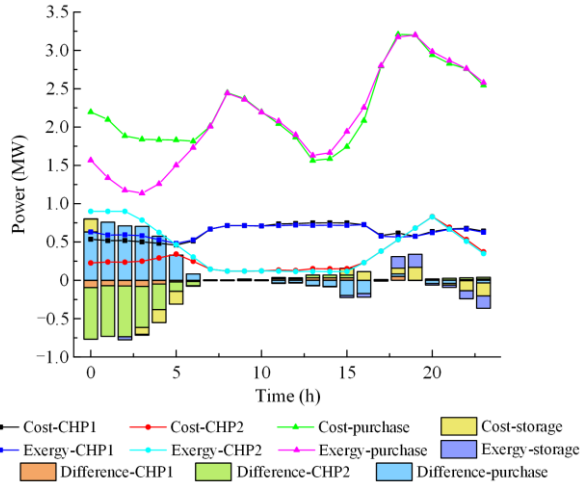 3.5
3.0
2.5
2.0
1.5
1.0
0.5
0
−0.5
−1.0
Power (MW)
0 5 10 15 20
Time (h)
Cost-CHP1 Cost-CHP2 Cost-purchase Cost-storage
Exergy-CHP1 Exergy-CHP2 Exergy-purchase Exergy-storage
Difference-CHP1 Difference-CHP2 Difference-purchase